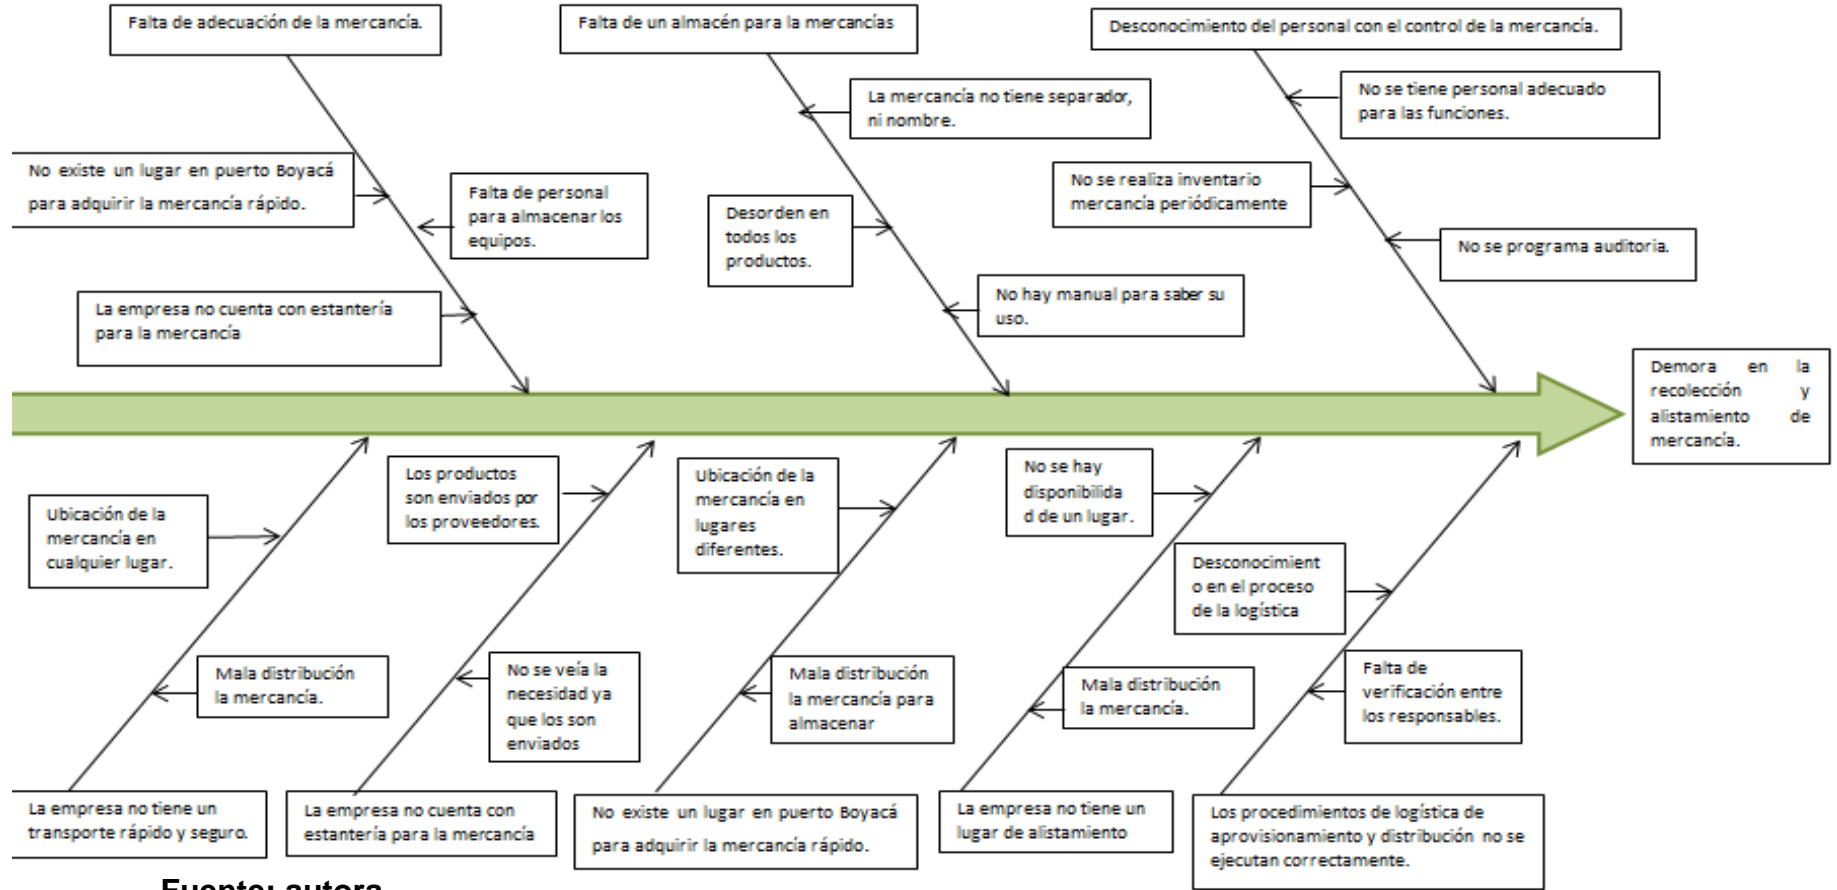 Falta de adecuación de la mercancía.
Falta de un almacén para la mercancías
Desconocimiento del personal con el control de la mercancía.
La mercancía no tiene separador,
ni nombre.
No se tiene personal adecuado
para las funciones.
No existe un lugar en puerto Boyacá
para adquirir la mercancía rápido.
Falta de personal
para almacenar los
equipos.
Desorden en
todos los
productos.
No se realiza inventario
mercancía periódicamente
No se programa auditoria.
La empresa no cuenta con estantería
para la mercancía
No hay manual para saber su
uso.
Demora en la
recolección y
alistamiento de
mercancía.
Ubicación de la
mercancía en
cualquier lugar.
Los productos
son enviados por
los proveedores.
Ubicación de la
mercancía en
lugares
diferentes.
No se hay
disponibilida
d de un lugar.
Desconocimient
o en el proceso
de la logística
Mala distribución
la mercancía.
No se veía la
necesidad ya
que los son
enviados
Mala distribución
la mercancía para
almacenar
Mala distribución
la mercancía.
Falta de
verificación entre
los responsables.
La empresa no tiene un
transporte rápido y seguro.
La empresa no cuenta con
estantería para la mercancía
No existe un lugar en puerto Boyacá
para adquirir la mercancía rápido.
La empresa no tiene un
lugar de alistamiento
Los procedimientos de logística de
aprovisionamiento y distribución no se
ejecutan correctamente.
Fuente: autora